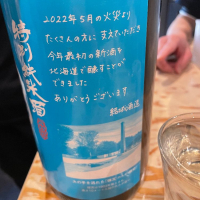 特別純米酒
2022年5月の火災より
たくさんの方に支えていただき
今年最初の新酒を
北海道で醸すことが
できました
ありがとうございます